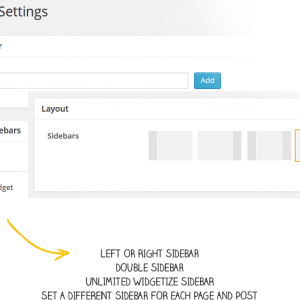 Settings
r
Add
Layout
ebars
Sidebars
dget
LEFT OR RIGHT SIDEBAR
DOUBLE SIDEBAR
UNLIMITED WIDGETIZE SIDEBAR
SET A DIFFERENT SIDEBAR FOR EACH PAGE AND POST